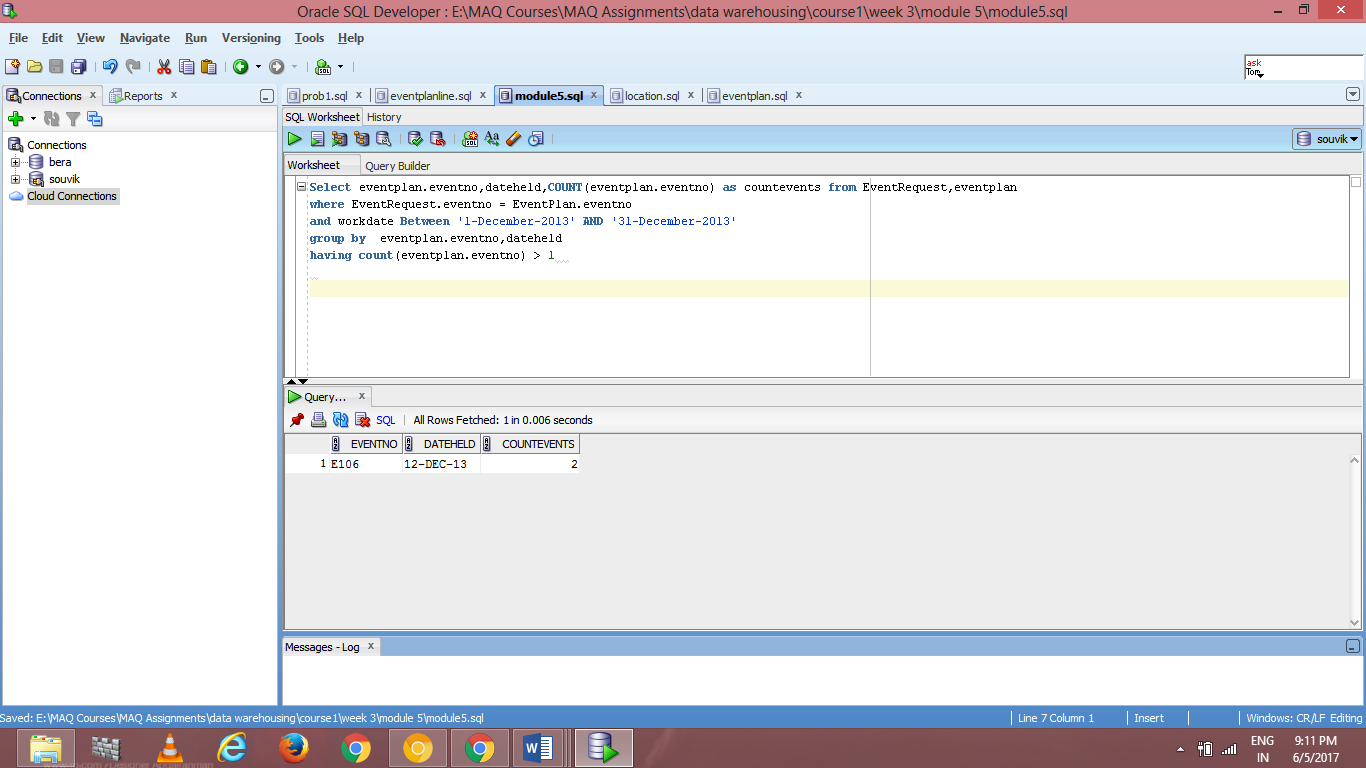 Oracle SQL Developer : E:\MAQ Courses\MAQ Assignments\data warehousing\course1\week 3\module 5\module5.sql
File Edit View Navigate Run Versioning Tools Help
ask
Tom
Connections x Reports x
prob1.sql x eventplanline.sql x module5.sql x location.sql x eventplan.sql x
SQL Worksheet History
souvik
Connections
bera
souvik
Cloud Connections
Worksheet Query Builder
Select eventplan.eventno,dateheld,COUNT(eventplan.eventno) as countevents from EventRequest,eventplan
where EventRequest.eventno = EventPlan.eventno
and workdate Between '1-December-2013' AND '31-December-2013'
group by  eventplan.eventno,dateheld
having count(eventplan.eventno) > 1
Query... x
SQL | All Rows Fetched: 1 in 0.006 seconds
EVENTNO DATEHELD COUNTEVENTS
1 E106 12-DEC-13 2
Messages - Log x
Saved: E:\MAQ Courses\MAQ Assignments\data warehousing\course1\week 3\module 5\module5.sql
Line 7 Column 1 Insert Windows: CR/LF Editing
ENG 9:11 PM
IN 6/5/2017